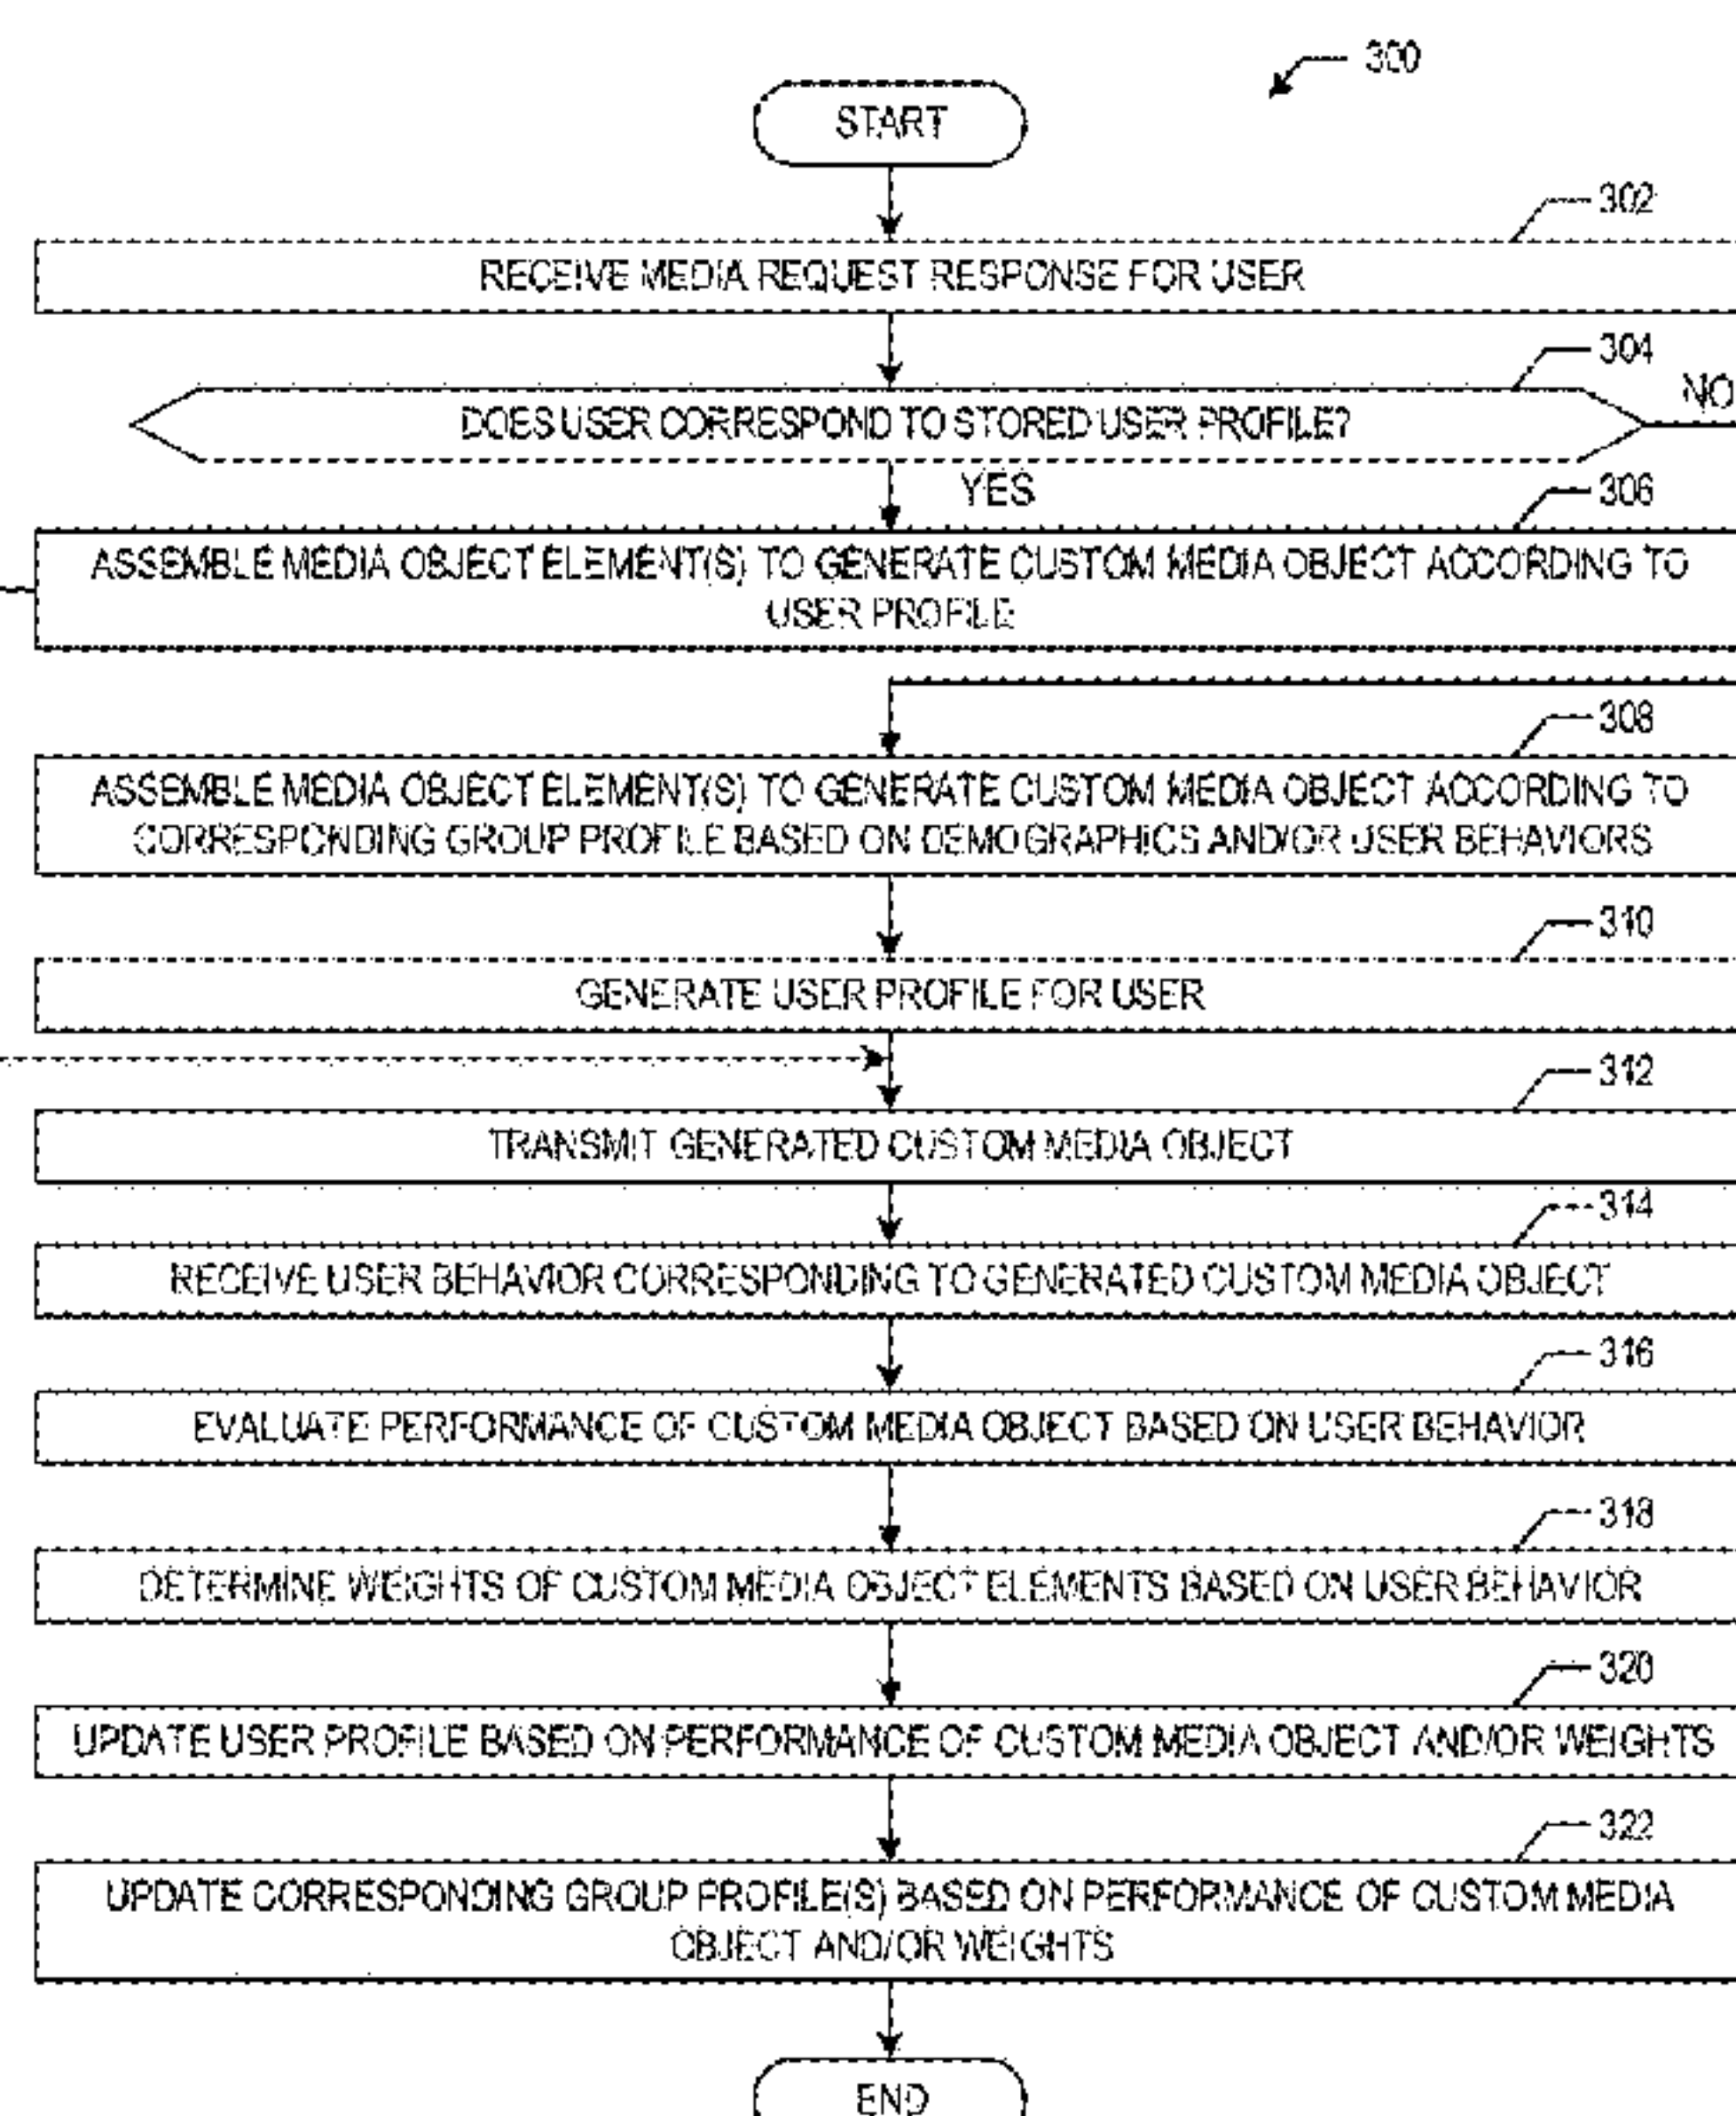 300
START
302
RECEIVE MEDIA REQUEST RESPONSE FOR USER
304
DOES USER CORRESPOND TO STORED USER PROFILE?
NO
YES
306
ASSEMBLE MEDIA OBJECT ELEMENT(S) TO GENERATE CUSTOM MEDIA OBJECT ACCORDING TO
USER PROFILE
308
ASSEMBLE MEDIA OBJECT ELEMENT(S) TO GENERATE CUSTOM MEDIA OBJECT ACCORDING TO
CORRESPONDING GROUP PROFILE BASED ON DEMOGRAPHICS AND/OR USER BEHAVIORS
310
GENERATE USER PROFILE FOR USER
312
TRANSMIT GENERATED CUSTOM MEDIA OBJECT
314
RECEIVE USER BEHAVIOR CORRESPONDING TO GENERATED CUSTOM MEDIA OBJECT
316
EVALUATE PERFORMANCE OF CUSTOM MEDIA OBJECT BASED ON USER BEHAVIOR
318
DETERMINE WEIGHTS OF CUSTOM MEDIA OBJECT ELEMENTS BASED ON USER BEHAVIOR
320
UPDATE USER PROFILE BASED ON PERFORMANCE OF CUSTOM MEDIA OBJECT AND/OR WEIGHTS
322
UPDATE CORRESPONDING GROUP PROFILE(S) BASED ON PERFORMANCE OF CUSTOM MEDIA
OBJECT AND/OR WEIGHTS
END